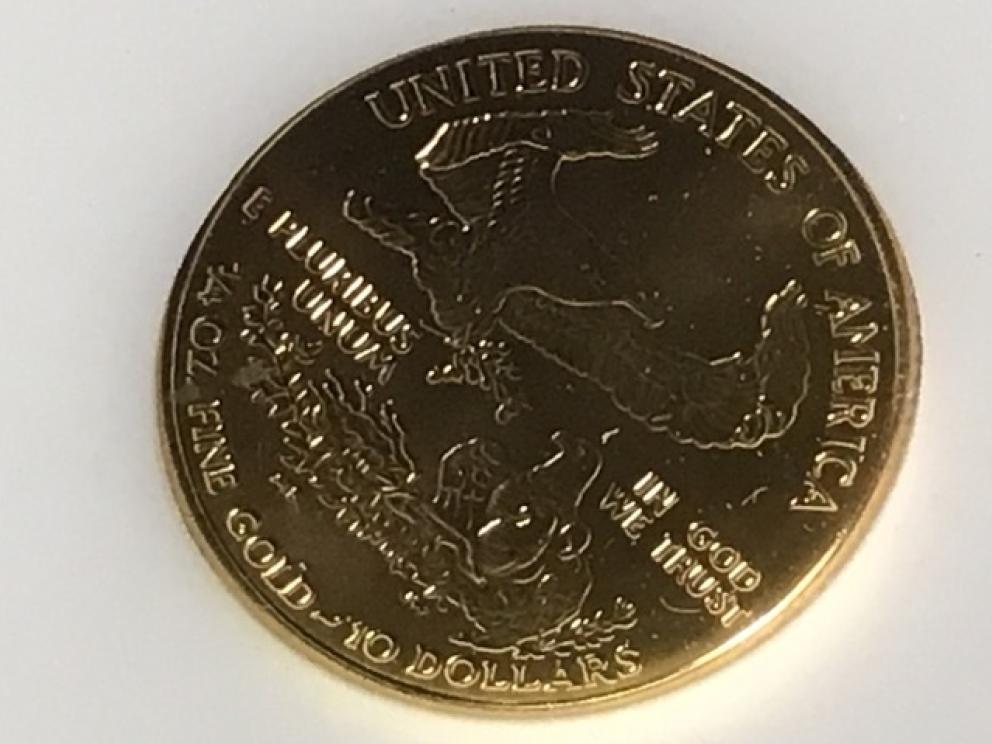 UNITED STATES OF AMERICA
E PLURIBUS
UNUM
IN GOD
WE TRUST
¼ OZ FINE GOLD~10 DOLLARS